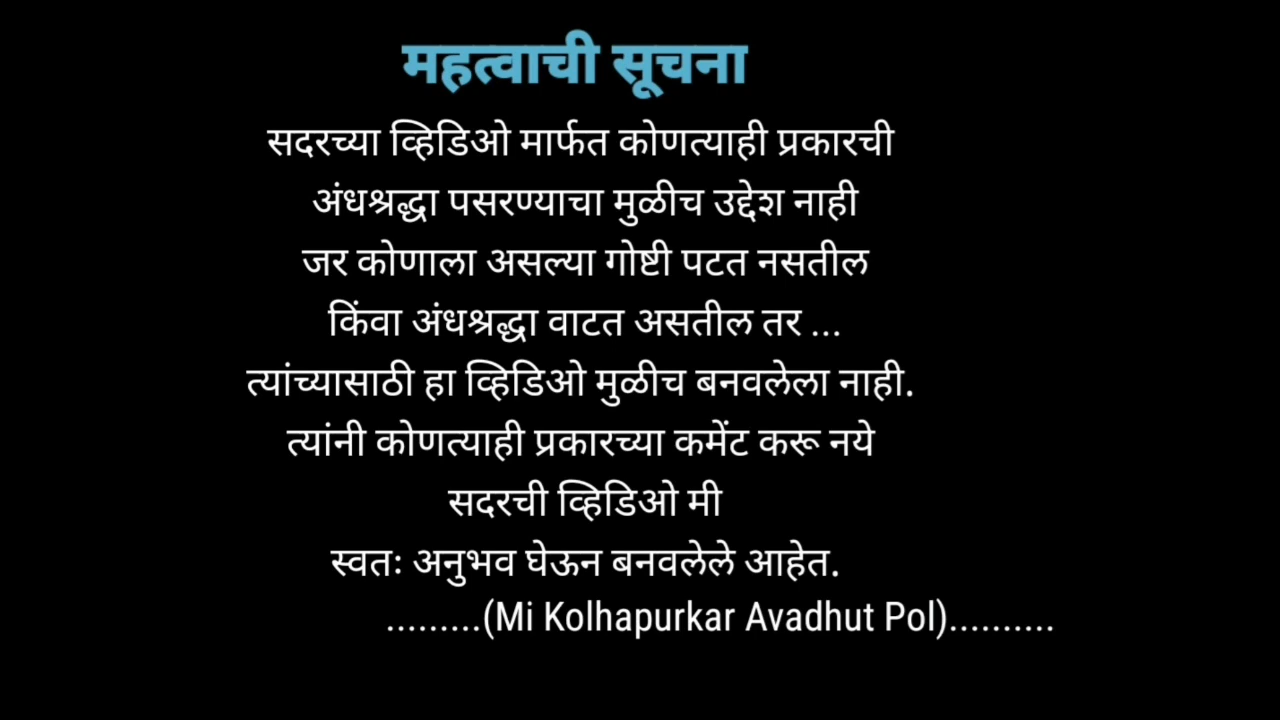 महत्वाची सूचना
सदरच्या व्हिडिओ मार्फत कोणत्याही प्रकारची
अंधश्रद्धा पसरण्याचा मुळीच उद्देश नाही
जर कोणाला असल्या गोष्टी पटत नसतील
किंवा अंधश्रद्धा वाटत असतील तर ...
त्यांच्यासाठी हा व्हिडिओ मुळीच बनवलेला नाही.
त्यांनी कोणत्याही प्रकारच्या कमेंट करू नये
सदरची व्हिडिओ मी
स्वतः अनुभव घेऊन बनवलेले आहेत.
.........(Mi Kolhapurkar Avadhut Pol)..........